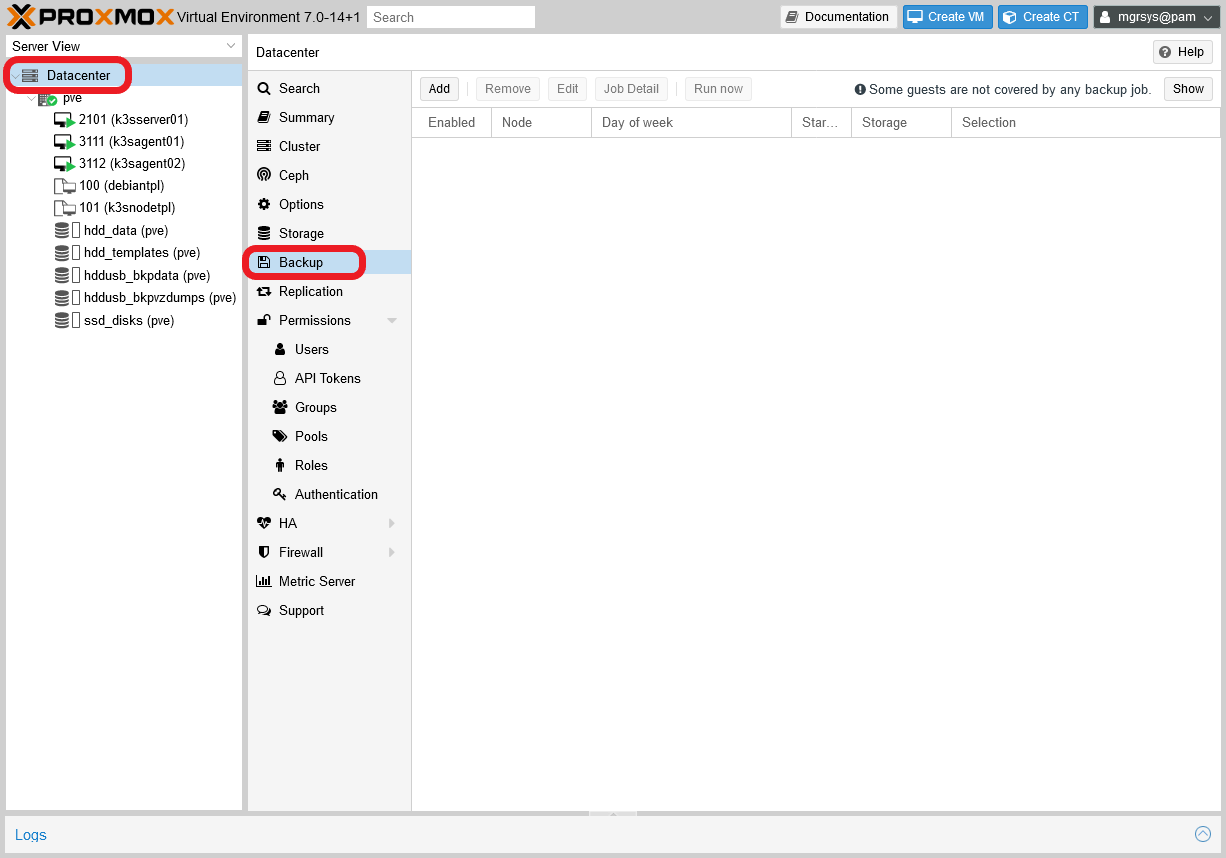 PROXMOX Virtual Environment 7.0-14+1 Search Documentation Create VM Create CT mgrsys@pam
Server View
Datacenter
pve
2101 (k3sserver01)
3111 (k3sagent01)
3112 (k3sagent02)
100 (debiantpl)
101 (k3snodetpl)
hdd_data (pve)
hdd_templates (pve)
hddusb_bkpdata (pve)
hddusb_bkpvzdumps (pve)
ssd_disks (pve)
Datacenter Help
Search
Summary
Cluster
Ceph
Options
Storage
Backup
Replication
Permissions
Users
API Tokens
Groups
Pools
Roles
Authentication
HA
Firewall
Metric Server
Support
Add Remove Edit Job Detail Run now Some guests are not covered by any backup job. Show
Enabled Node Day of week Star... Storage Selection
Logs